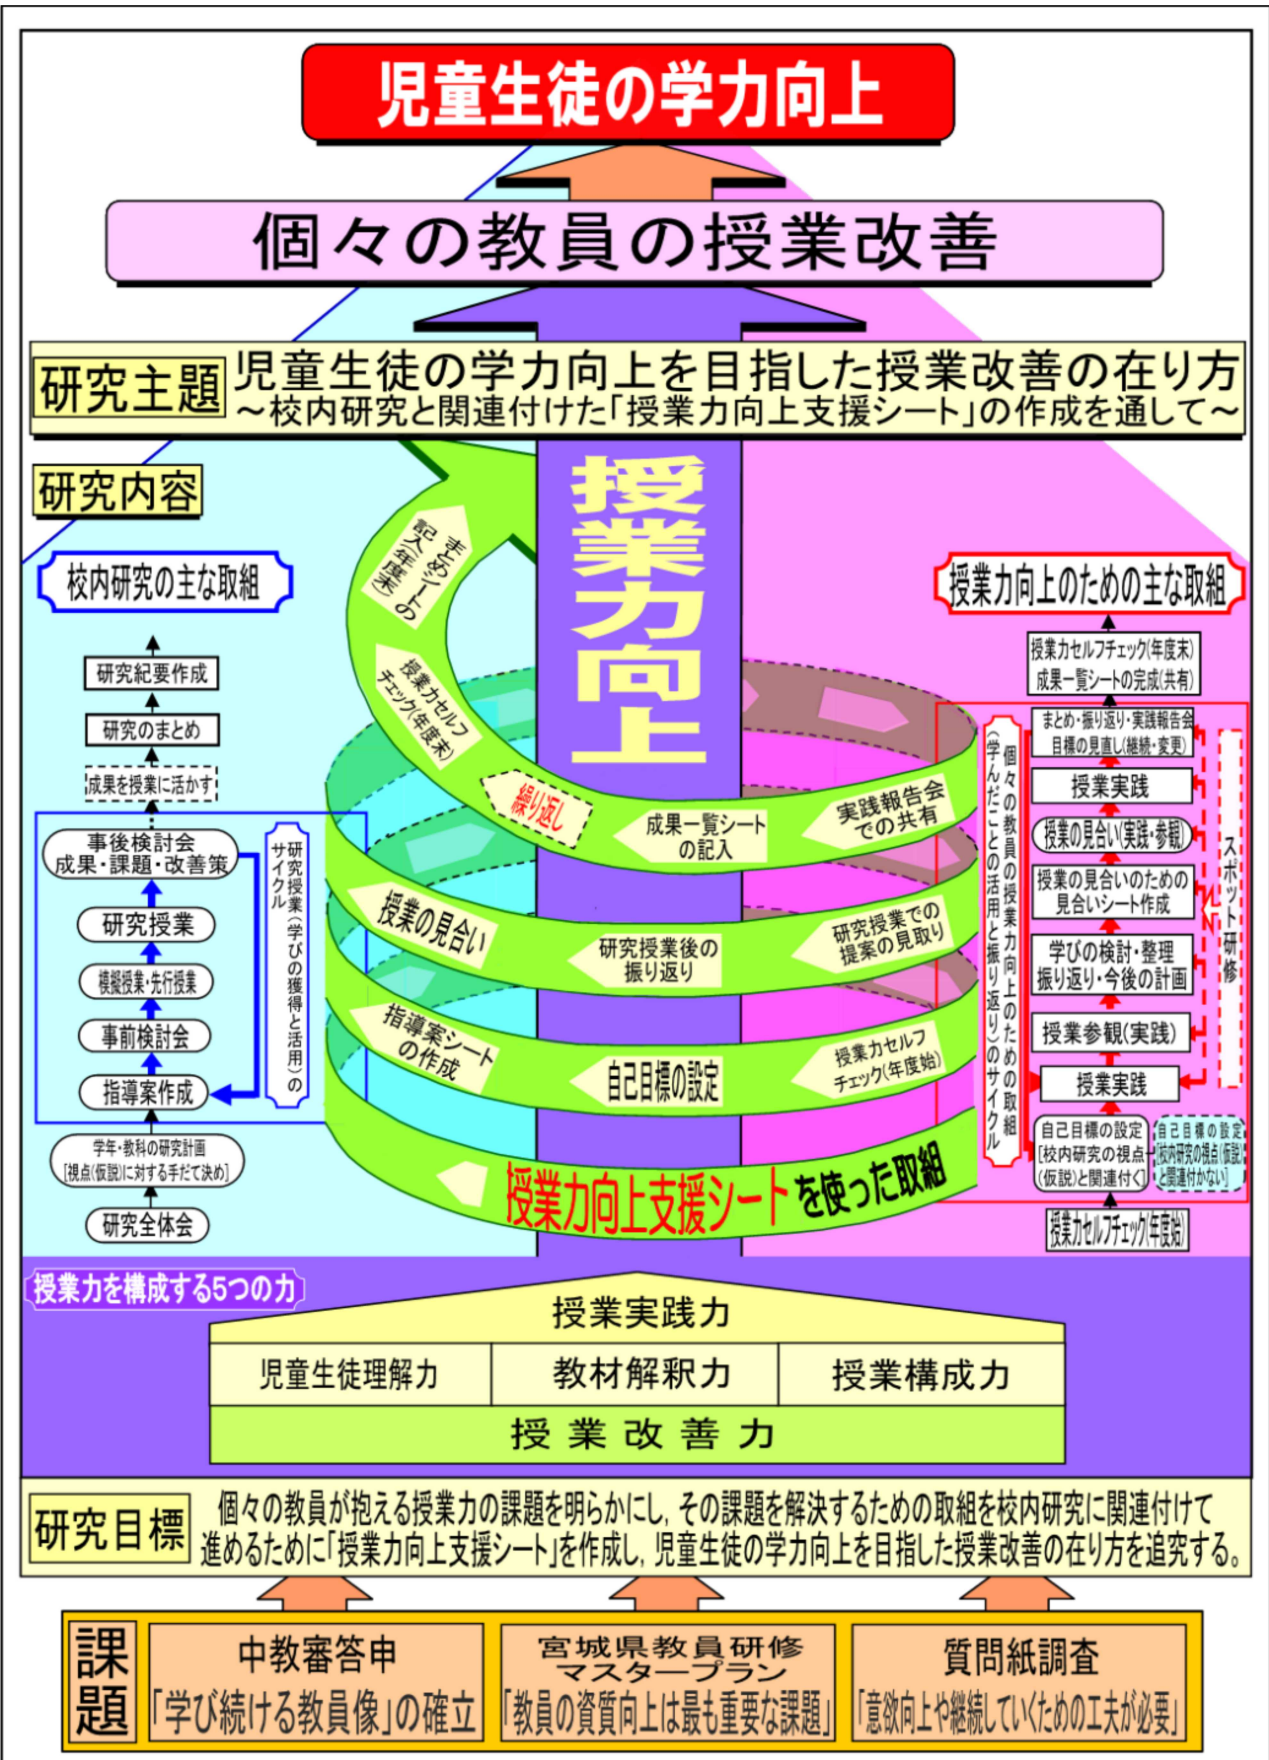 児童生徒の学力向上
個々の教員の授業改善
研究主題
児童生徒の学力向上を目指した授業改善の在り方
～校内研究と関連付けた「授業力向上支援シート」の作成を通して～
研究内容
授業力向上
校内研究の主な取組
研究紀要作成
研究のまとめ
成果を授業に活かす
事後検討会
成果・課題・改善策
研究授業
模擬授業・先行授業
事前検討会
指導案作成
研究授業(学びの獲得と活用)の
サイクル
学年・教科の研究計画
[視点(仮説)に対する手だて決め]
研究全体会
まとめシートの
記入(年度末)
授業力セルフ
チェック(年度末)
繰り返し
成果一覧シート
の記入
実践報告会
での共有
授業の見合い
研究授業後の
振り返り
研究授業での
提案の見取り
指導案シート
の作成
自己目標の設定
授業力セルフ
チェック(年度始)
授業力向上支援シートを使った取組
授業力向上のための主な取組
授業力セルフチェック(年度末)
成果一覧シートの完成(共有)
まとめ・振り返り・実践報告会
目標の見直し(継続・変更)
授業実践
授業の見合い(実践・参観)
授業の見合いのための
見合いシート作成
学びの検討・整理
振り返り・今後の計画
授業参観(実践)
授業実践
自己目標の設定
[校内研究の視点
(仮説)と関連付く]
自己目標の設定
[校内研究の視点(仮説)
と関連付かない]
授業力セルフチェック(年度始)
個々の教員の授業力向上のための取組
(学んだことの活用と振り返り)のサイクル
スポット研修
授業力を構成する5つの力
授業実践力
児童生徒理解力
教材解釈力
授業構成力
授業改善力
研究目標
個々の教員が抱える授業力の課題を明らかにし，その課題を解決するための取組を校内研究に関連付けて
進めるために「授業力向上支援シート」を作成し，児童生徒の学力向上を目指した授業改善の在り方を追究する。
課題
中教審答申
「学び続ける教員像」の確立
宮城県教員研修
マスタープラン
「教員の資質向上は最も重要な課題」
質問紙調査
「意欲向上や継続していくための工夫が必要」